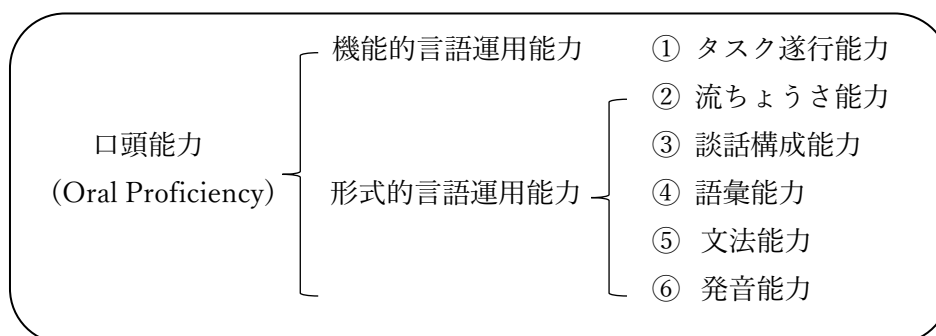 機能的言語運用能力 ① タスク遂行能力
② 流ちょうさ能力
口頭能力 ③ 談話構成能力
(Oral Proficiency) 形式的言語運用能力 ④ 語彙能力
⑤ 文法能力
⑥ 発音能力